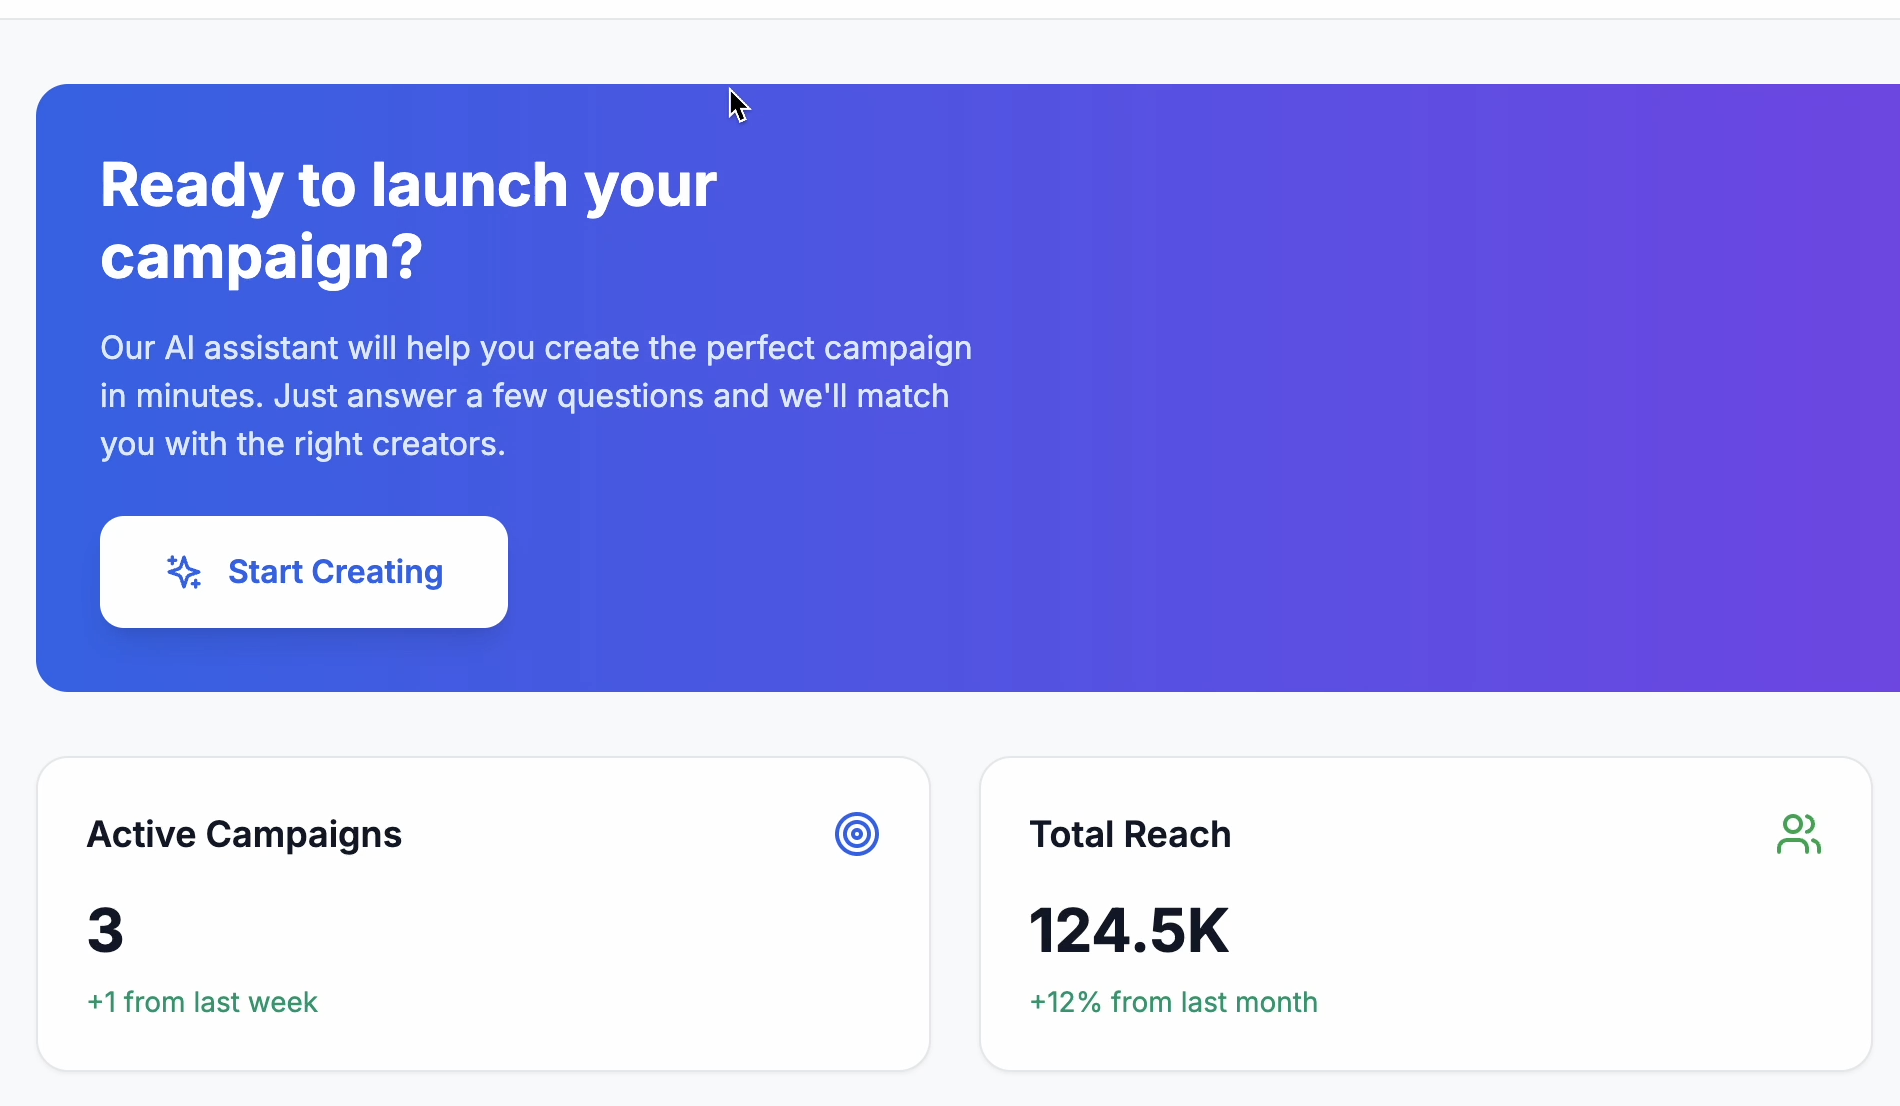 Ready to launch your
campaign?
Our AI assistant will help you create the perfect campaign
in minutes. Just answer a few questions and we'll match
you with the right creators.
Start Creating
Active Campaigns
3
+1 from last week
Total Reach
124.5K
+12% from last month